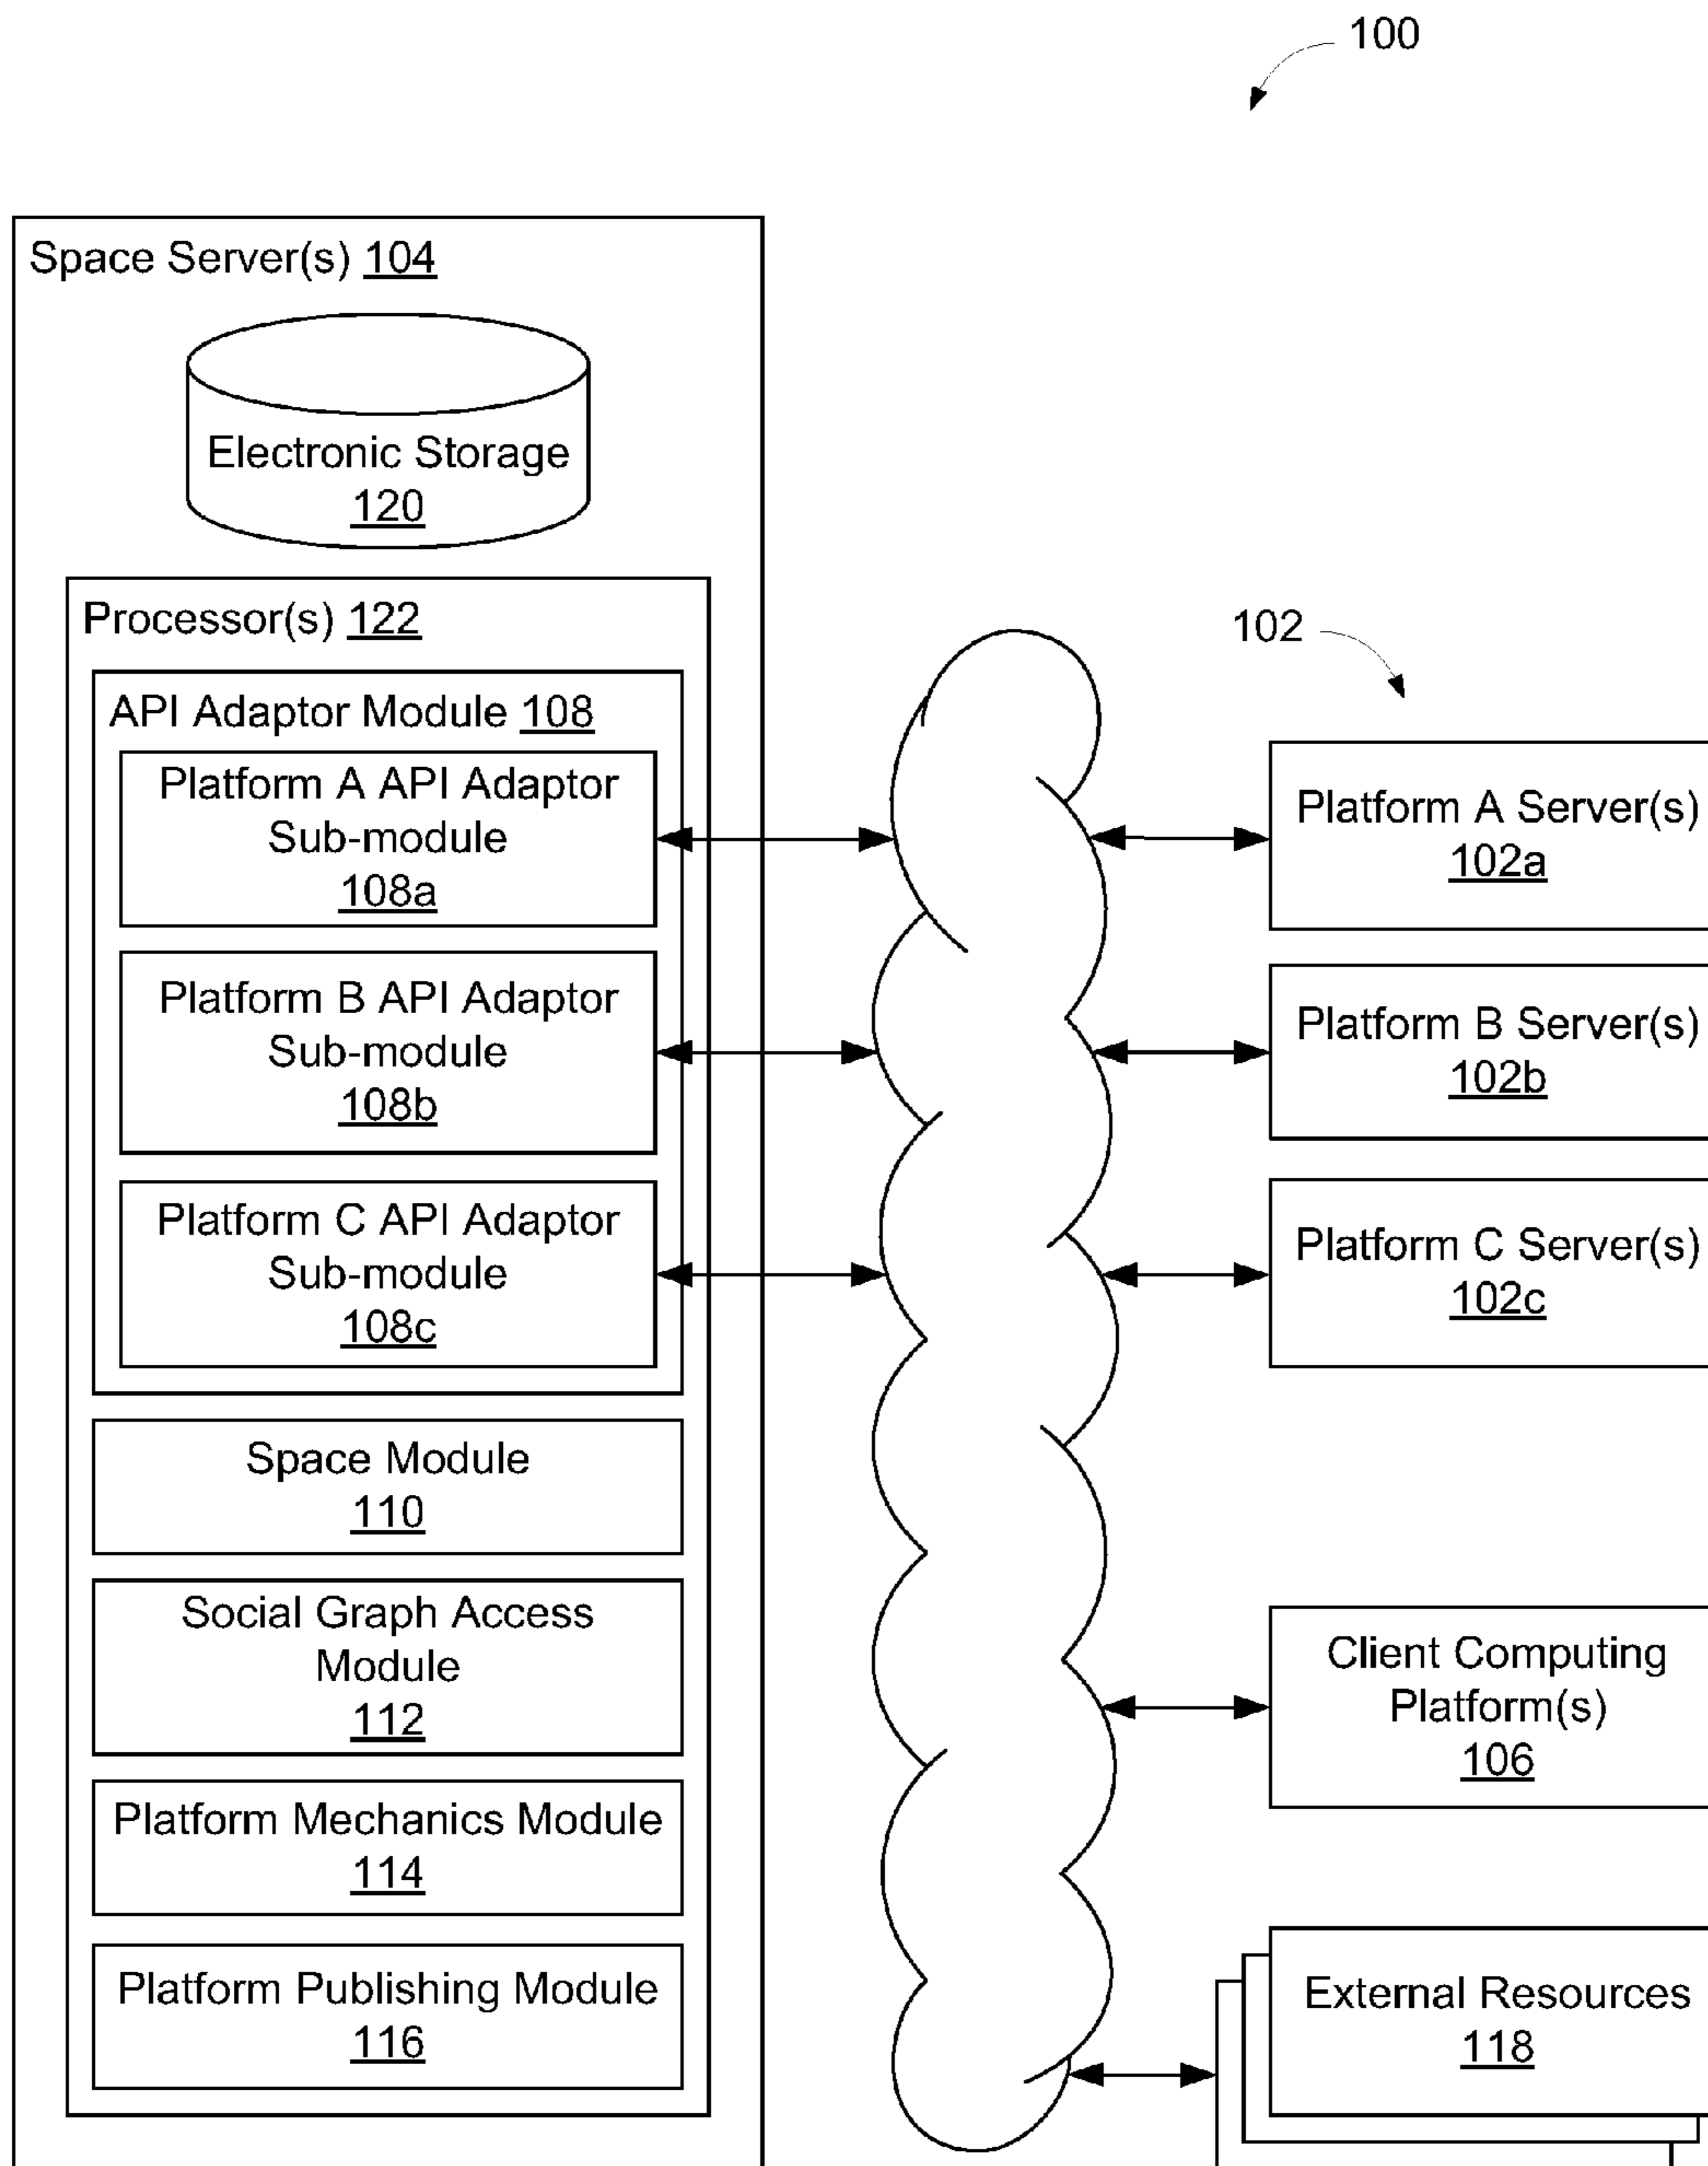 100
Space Server(s) 104
Electronic Storage
120
Processor(s) 122
API Adaptor Module 108
Platform A API Adaptor
Sub-module
108a
Platform B API Adaptor
Sub-module
108b
Platform C API Adaptor
Sub-module
108c
Space Module
110
Social Graph Access
Module
112
Platform Mechanics Module
114
Platform Publishing Module
116
102
Platform A Server(s)
102a
Platform B Server(s)
102b
Platform C Server(s)
102c
Client Computing
Platform(s)
106
External Resources
118